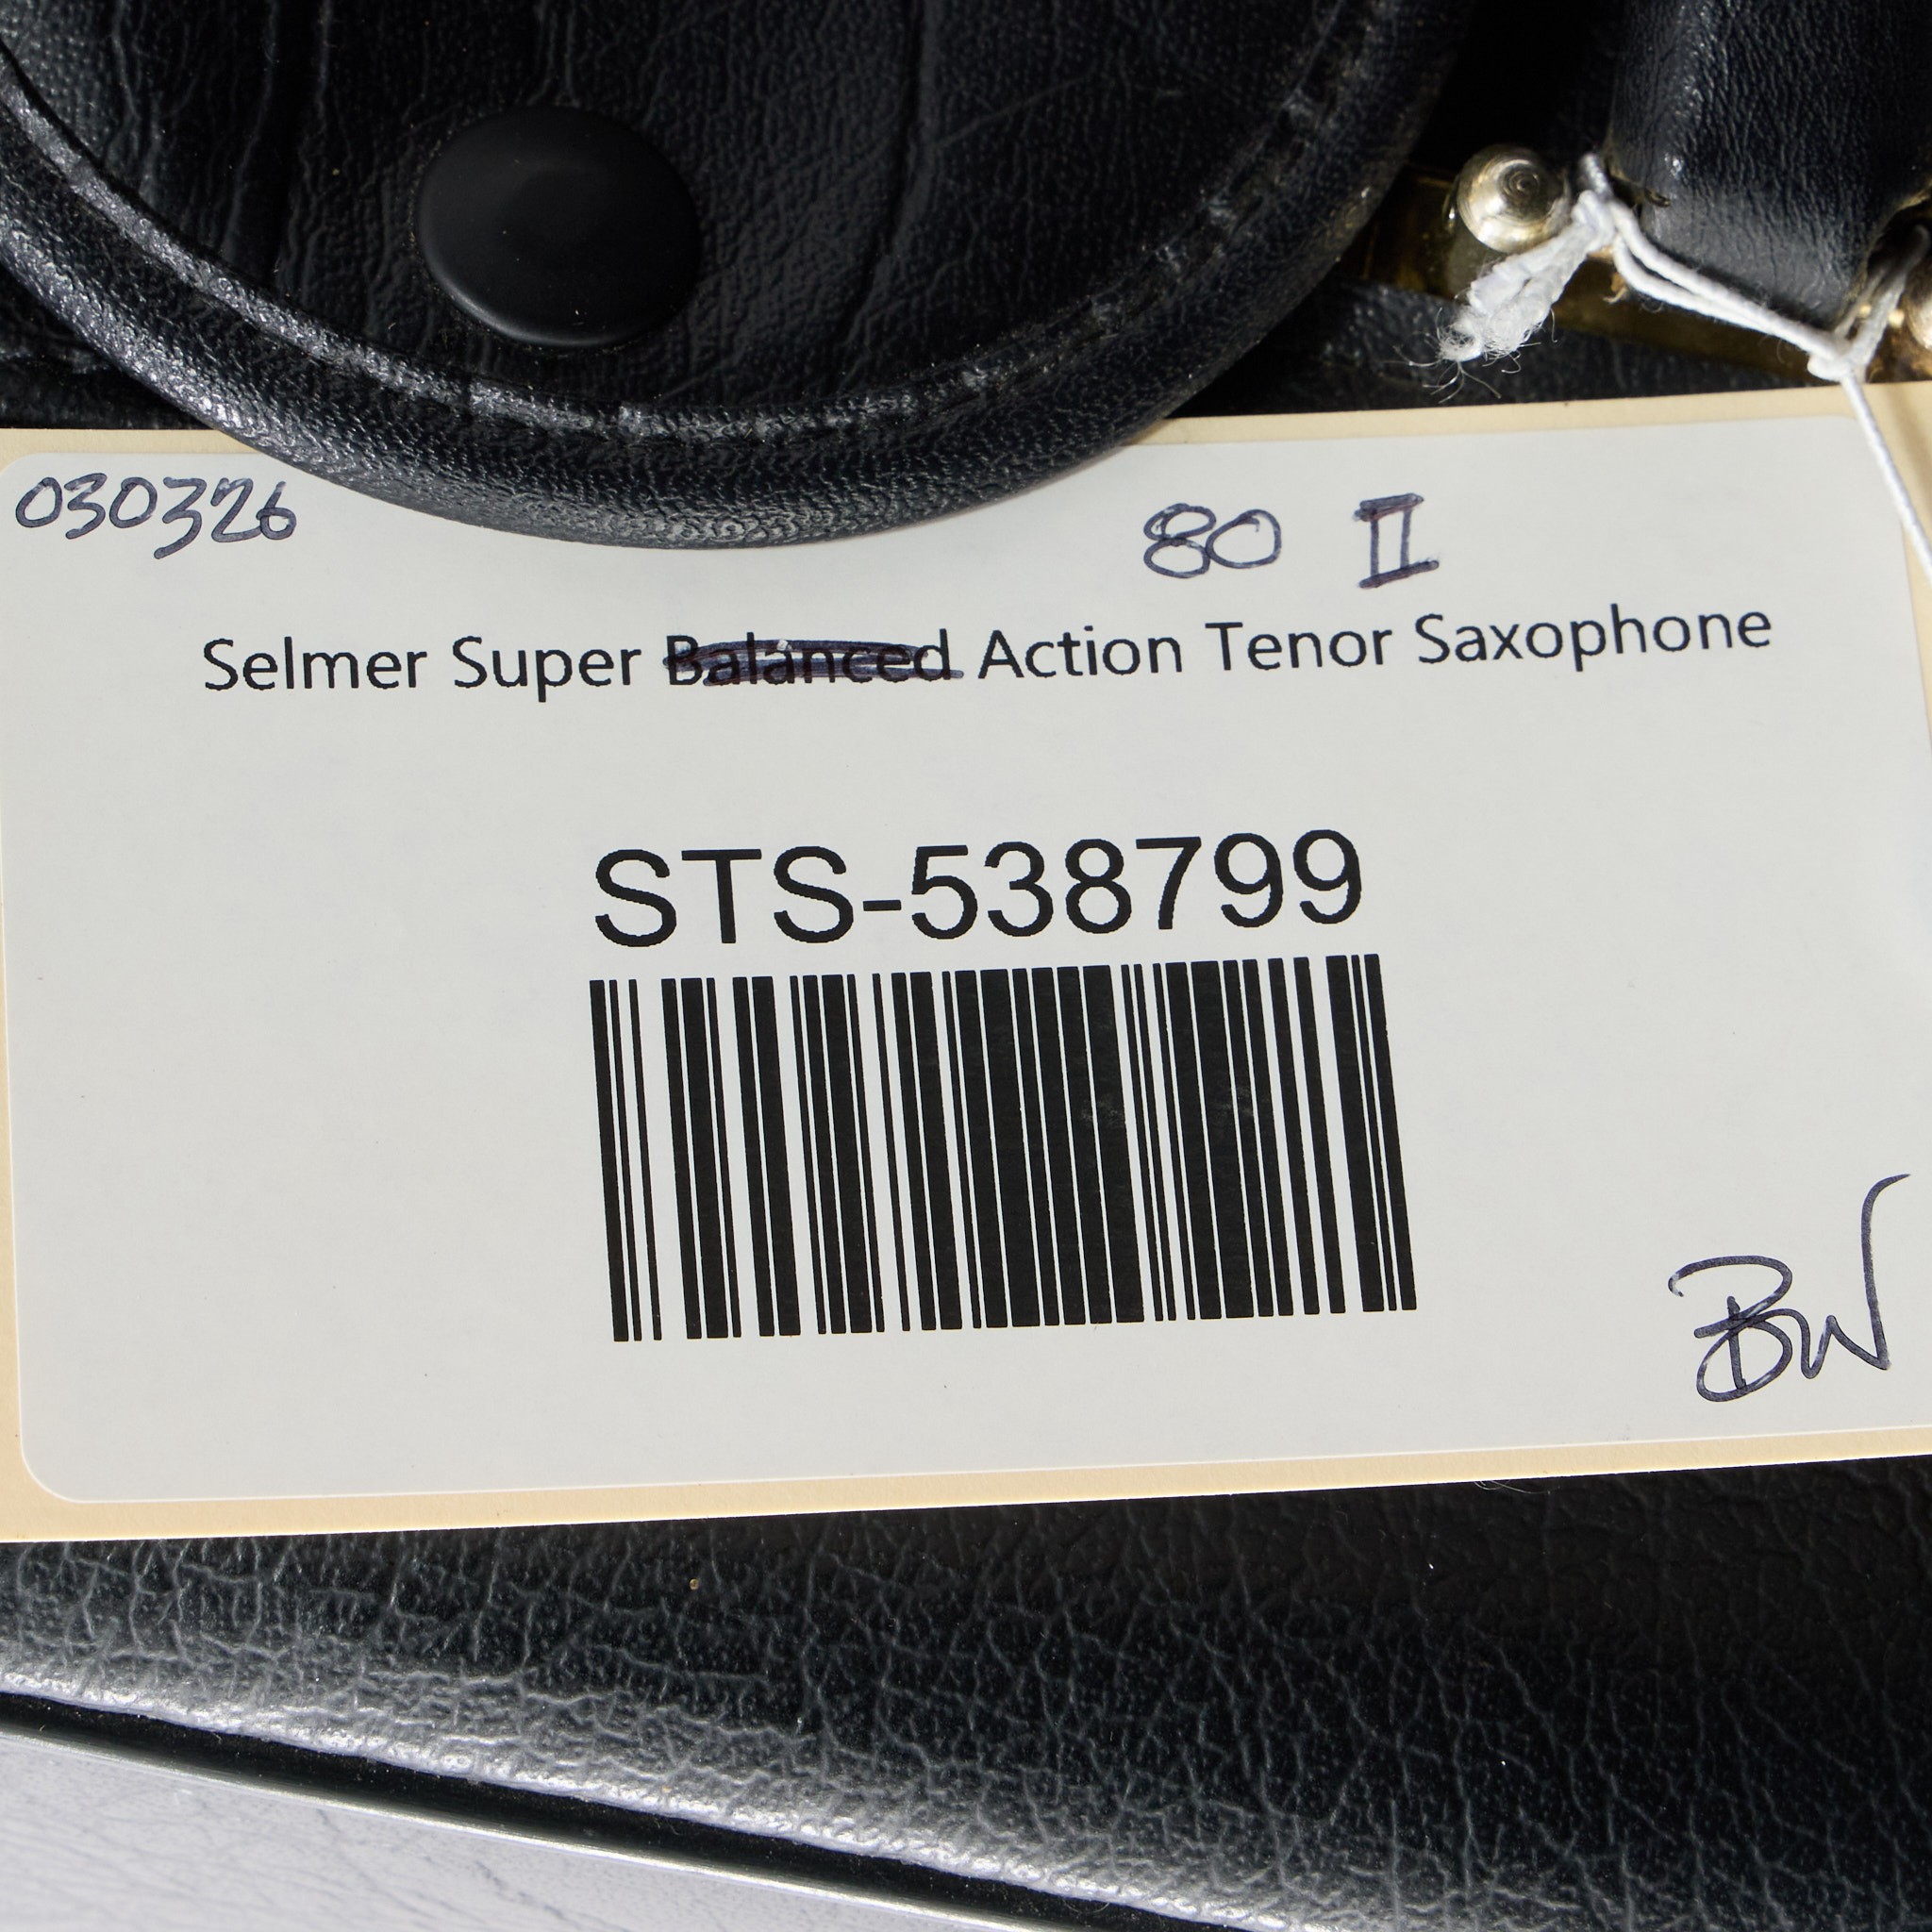 030326
80 II
Selmer Super Balanced Action Tenor Saxophone
STS-538799
BW